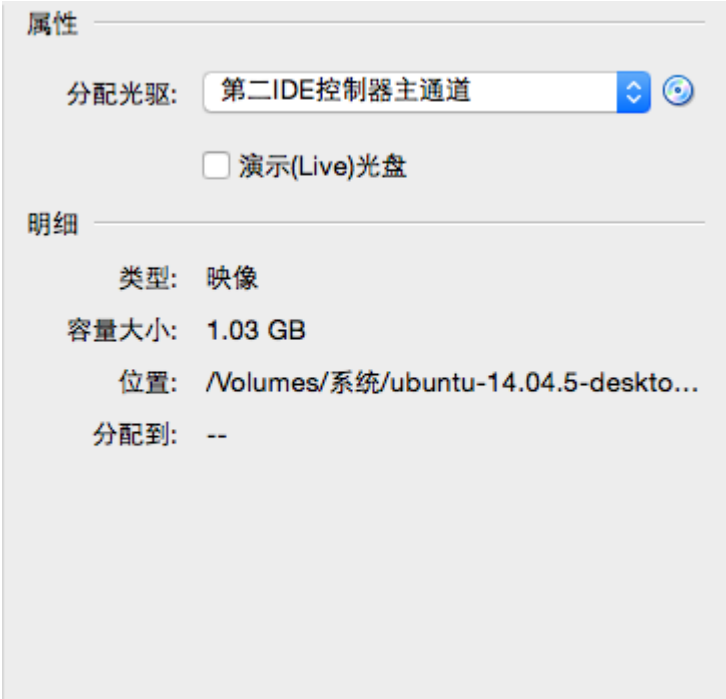 属性
分配光驱: 第二IDE控制器主通道
演示(Live)光盘
明细
类型: 映像
容量大小: 1.03 GB
位置: /Volumes/系统/ubuntu-14.04.5-deskto...
分配到: --